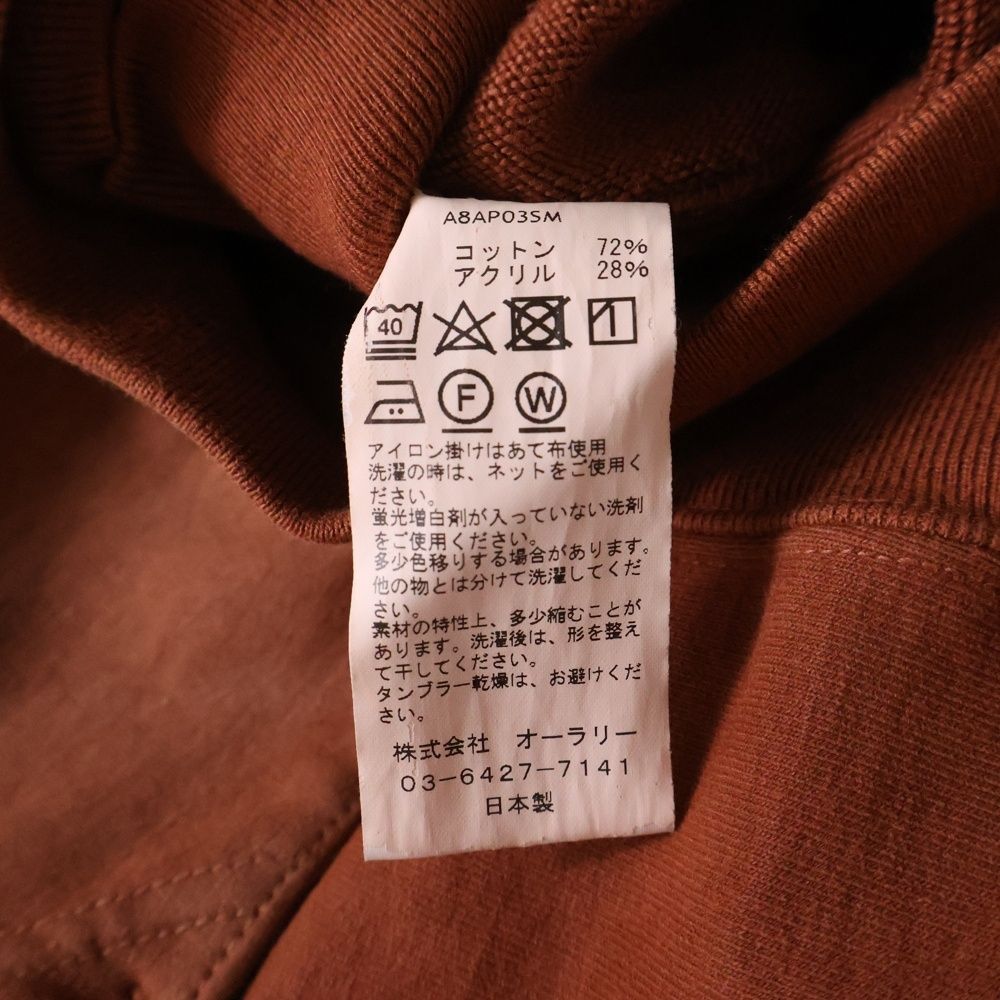 A8AP03SM
コットン 72%
アクリル 28%
40
F W
アイロン掛けはあて布使用
洗濯の時は、ネットをご使用く
ださい。
蛍光増白剤が入っていない洗剤
をご使用ください。
多少色移りする場合があります。
他の物とは分けて洗濯してくだ
さい。
素材の特性上、多少縮むことが
あります。洗濯後は、形を整え
て干してください。
タンブラー乾燥は、お避けくだ
さい。
株式会社 オーラリー
03-6427-7141
日本製